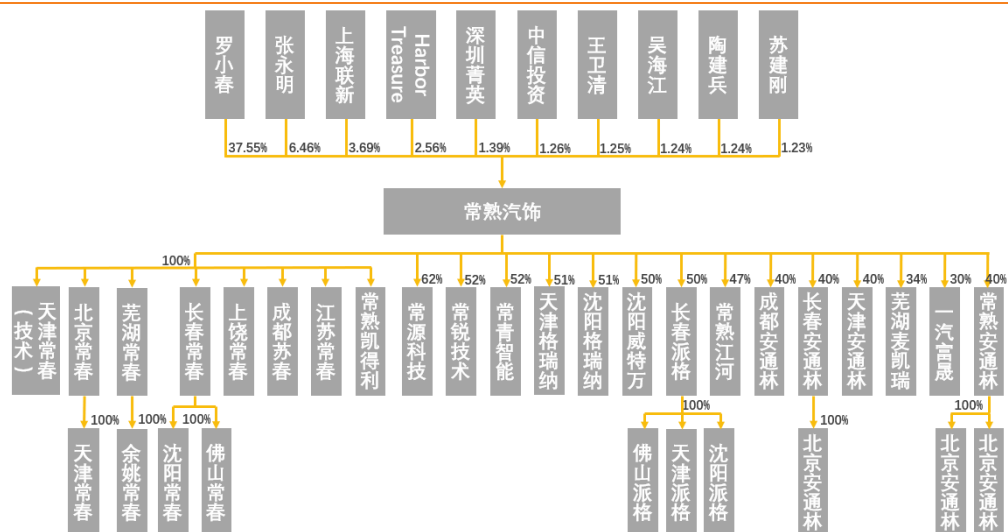 罗小春
张永明
上海联新
Harbor Treasure
深圳菁英
中信投资
王卫清
吴海江
陶建兵
苏建刚
37.55%
6.46%
3.69%
2.56%
1.39%
1.26%
1.25%
1.24%
1.24%
1.23%
常熟汽饰
100%
62%
52%
52%
51%
51%
50%
50%
47%
40%
40%
40%
34%
30%
40%
天津常春
(技术)
北京常春
芜湖常春
长春常春
上饶常春
成都苏春
江苏常春
常熟凯得利
常源科技
常锐技术
常青智能
天津格瑞纳
沈阳格瑞纳
沈阳威特万
长春派格
常熟江河
成都安通林
长春安通林
天津安通林
芜湖麦凯瑞
一汽富晟
常熟安通林
100%
100%
100%
100%
100%
100%
天津常春
余姚常春
沈阳常春
佛山常春
佛山派格
天津派格
沈阳派格
北京安通林
北京安通林
北京安通林